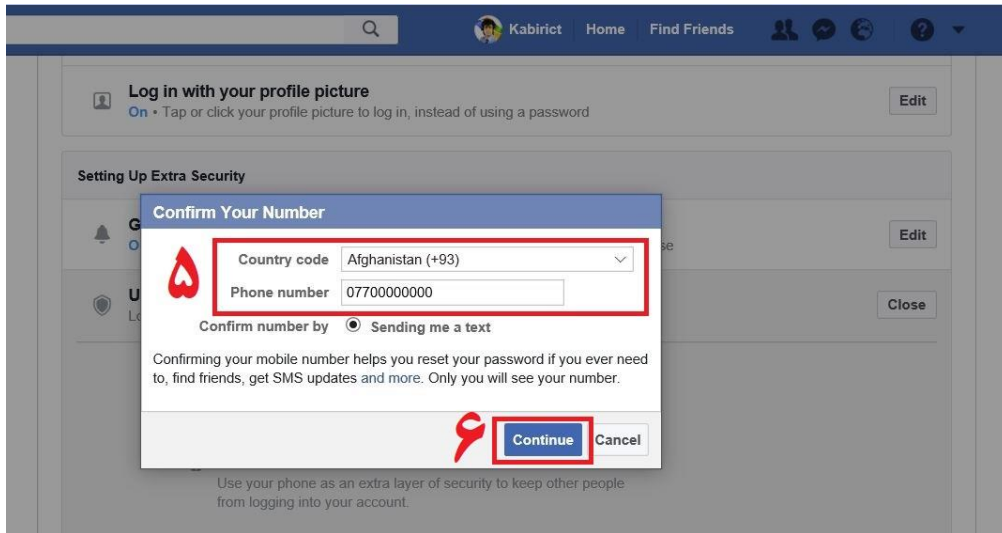 Kabirict Home Find Friends
Log in with your profile picture
On • Tap or click your profile picture to log in, instead of using a password
Edit
Setting Up Extra Security
Confirm Your Number
G
O
se
Edit
۵
Country code Afghanistan (+93)
Phone number 07700000000
U
Lo
Close
Confirm number by Sending me a text
Confirming your mobile number helps you reset your password if you ever need
to, find friends, get SMS updates and more. Only you will see your number.
۶
Continue Cancel
Use your phone as an extra layer of security to keep other people
from logging into your account.